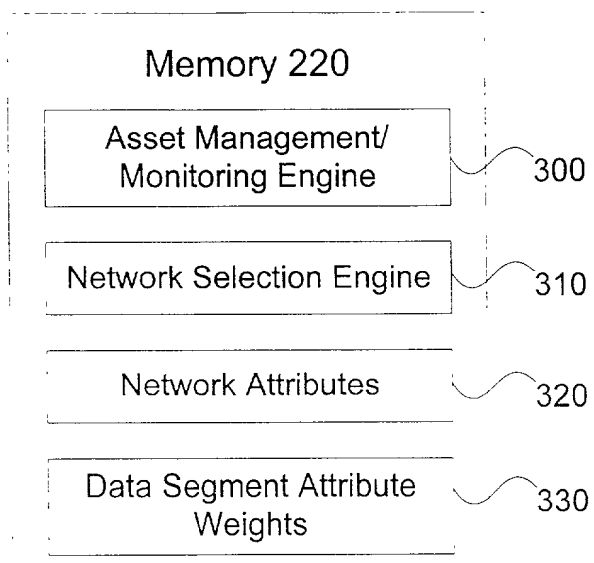 Memory 220
Asset Management/
Monitoring Engine
300
Network Selection Engine
310
Network Attributes
320
Data Segment Attribute
Weights
330